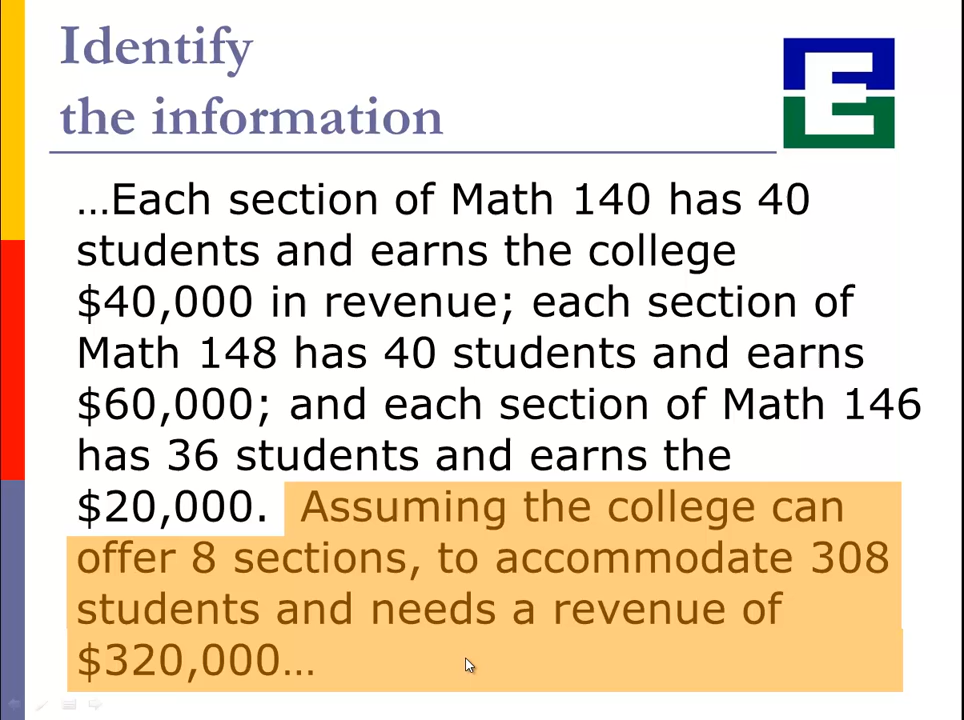 Identify
the information
E
…Each section of Math 140 has 40
students and earns the college
$40,000 in revenue; each section of
Math 148 has 40 students and earns
$60,000; and each section of Math 146
has 36 students and earns the
$20,000. Assuming the college can
offer 8 sections, to accommodate 308
students and needs a revenue of
$320,000…